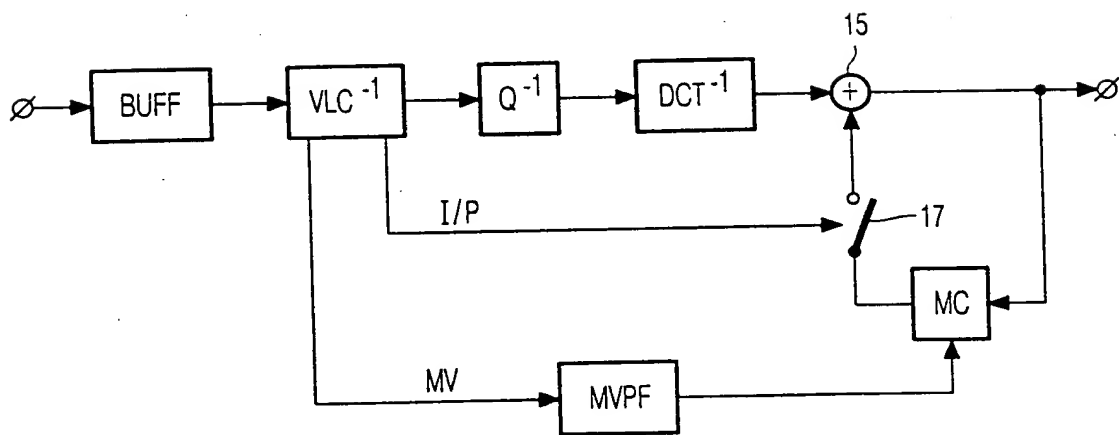 15
BUFF
VLC⁻¹
Q⁻¹
DCT⁻¹
+
I/P
17
MC
MV
MVPF